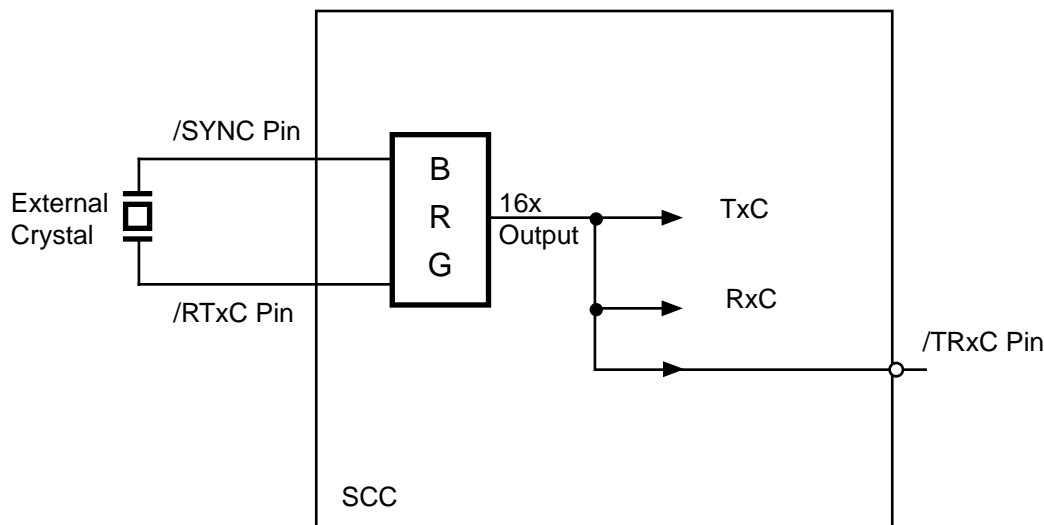 /SYNC Pin
External
Crystal
/RTxC Pin
B
R
G
16x
Output
TxC
RxC
/TRxC Pin
SCC